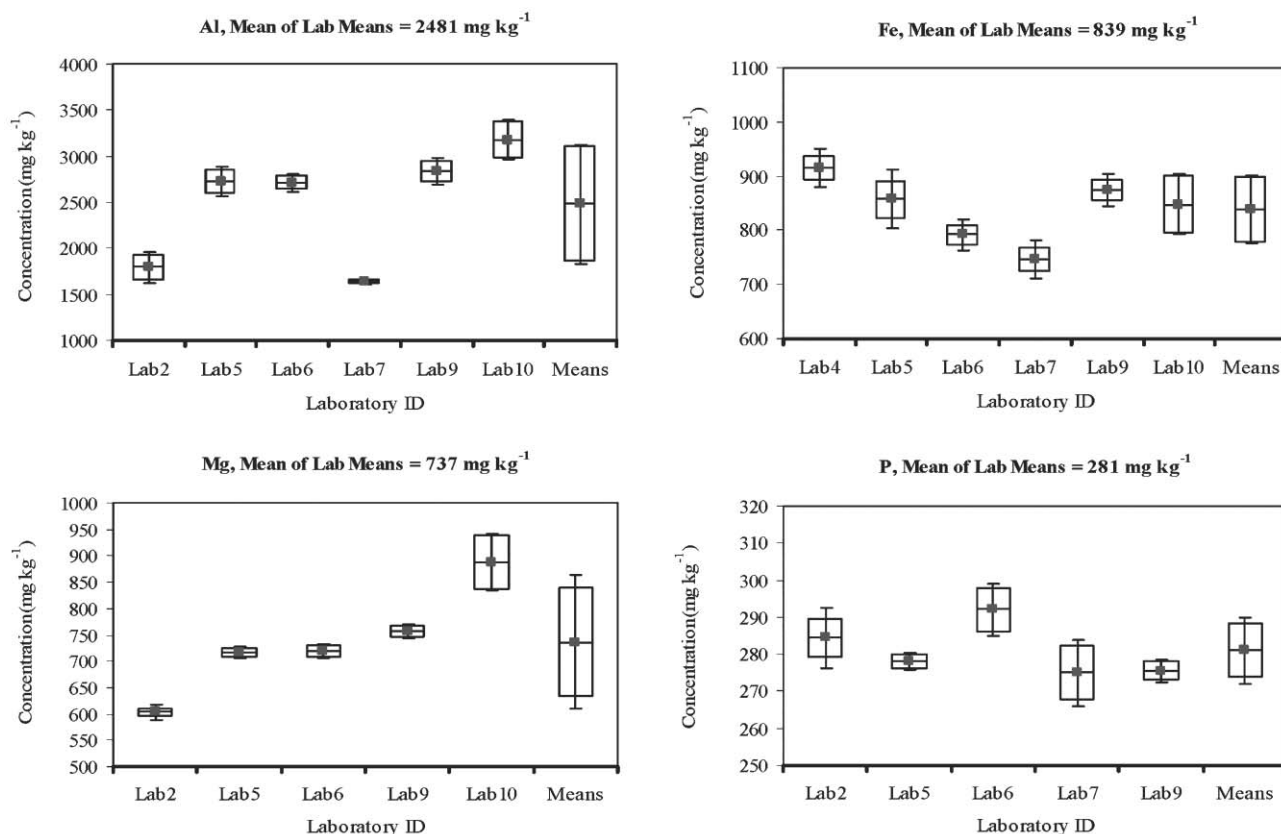 Al, Mean of Lab Means = 2481 mg kg⁻¹
Concentration(mg kg⁻¹)
4000
3500
3000
2500
2000
1500
1000
Lab2 Lab5 Lab6 Lab7 Lab9 Lab10 Means
Laboratory ID
Fe, Mean of Lab Means = 839 mg kg⁻¹
Concentration(mg kg⁻¹)
1100
1000
900
800
700
600
Lab4 Lab5 Lab6 Lab7 Lab9 Lab10 Means
Laboratory ID
Mg, Mean of Lab Means = 737 mg kg⁻¹
Concentration(mg kg⁻¹)
1000
950
900
850
800
750
700
650
600
550
500
Lab2 Lab5 Lab6 Lab9 Lab10 Means
Laboratory ID
P, Mean of Lab Means = 281 mg kg⁻¹
Concentration(mg kg⁻¹)
320
310
300
290
280
270
260
250
Lab2 Lab5 Lab6 Lab7 Lab9 Means
Laboratory ID